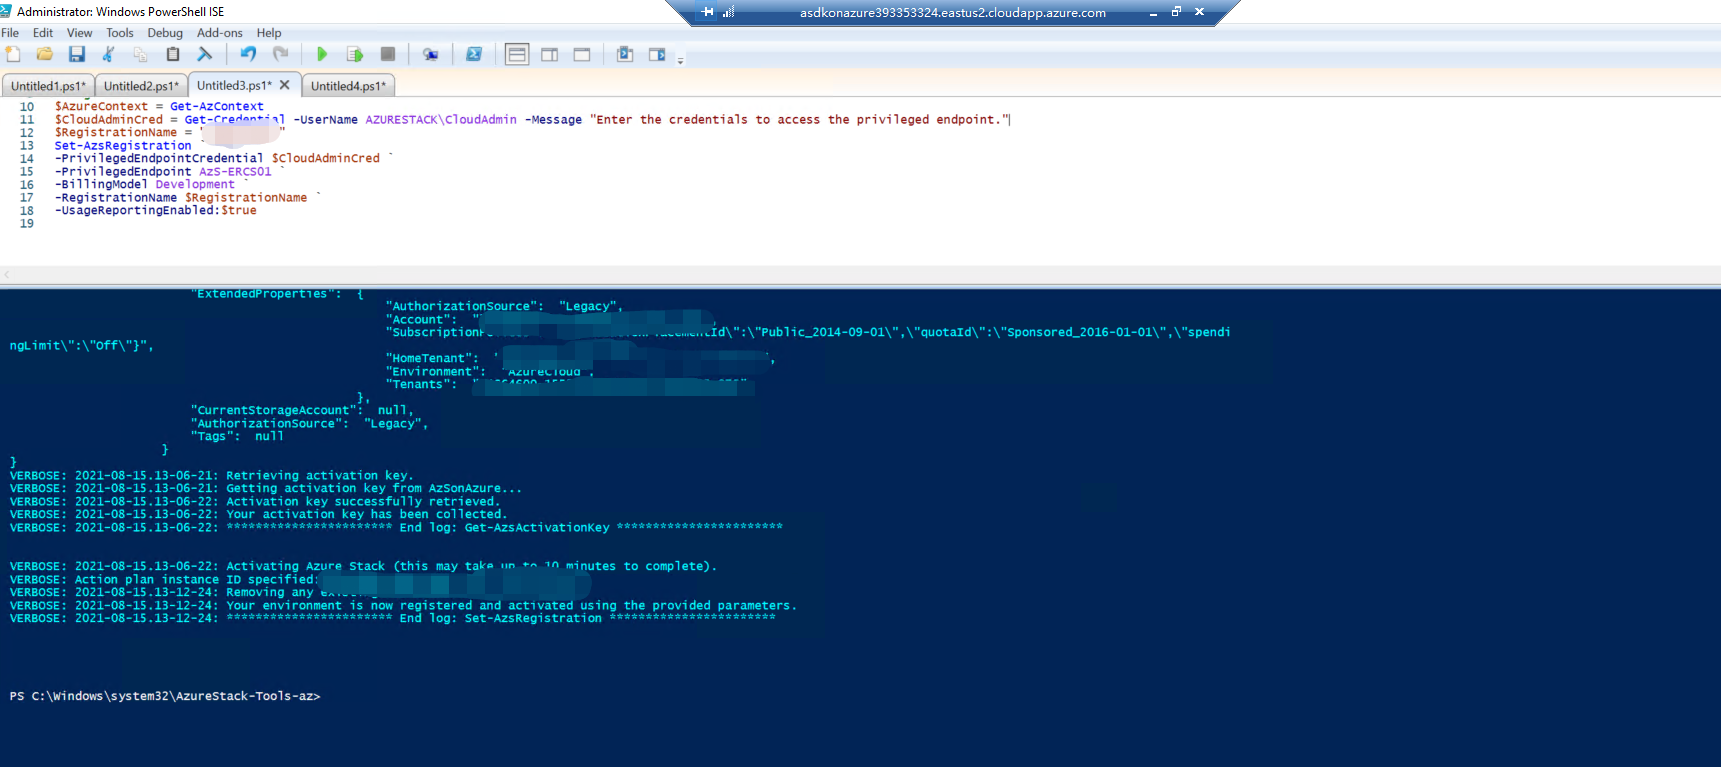 Administrator: Windows PowerShell ISE
asdkonazure393353324.eastus2.cloudapp.azure.com
File Edit View Tools Debug Add-ons Help
Untitled1.ps1* Untitled2.ps1* Untitled3.ps1* Untitled4.ps1*
10 $AzureContext = Get-AzContext
11 $CloudAdminCred = Get-Credential -UserName AZURESTACK\CloudAdmin -Message "Enter the credentials to access the privileged endpoint."
12 $RegistrationName = " "
13 Set-AzsRegistration `
14 -PrivilegedEndpointCredential $CloudAdminCred `
15 -PrivilegedEndpoint AzS-ERCS01 `
16 -BillingModel Development `
17 -RegistrationName $RegistrationName `
18 -UsageReportingEnabled:$true
19
"ExtendedProperties": {
"AuthorizationSource": "Legacy",
"Account": "
Id\":\"Public_2014-09-01\",\"quotaId\":\"Sponsored_2016-01-01\",\"spendi
ngLimit\":\"Off\"}",
"HomeTenant": ",
"Environment": "AzureCloud",
"Tenants": "
},
"CurrentStorageAccount": null,
"AuthorizationSource": "Legacy",
"Tags": null
}
}
VERBOSE: 2021-08-15.13-06-21: Retrieving activation key.
VERBOSE: 2021-08-15.13-06-21: Getting activation key from AzSonAzure...
VERBOSE: 2021-08-15.13-06-22: Activation key successfully retrieved.
VERBOSE: 2021-08-15.13-06-22: Your activation key has been collected.
VERBOSE: 2021-08-15.13-06-22: *********************** End log: Get-AzsActivationKey ***********************
VERBOSE: 2021-08-15.13-06-22: Activating Azure Stack (this may take up to 10 minutes to complete).
VERBOSE: Action plan instance ID specified:
VERBOSE: 2021-08-15.13-12-24: Removing any
VERBOSE: 2021-08-15.13-12-24: Your environment is now registered and activated using the provided parameters.
VERBOSE: 2021-08-15.13-12-24: *********************** End log: Set-AzsRegistration ***********************
PS C:\Windows\system32\AzureStack-Tools-az>